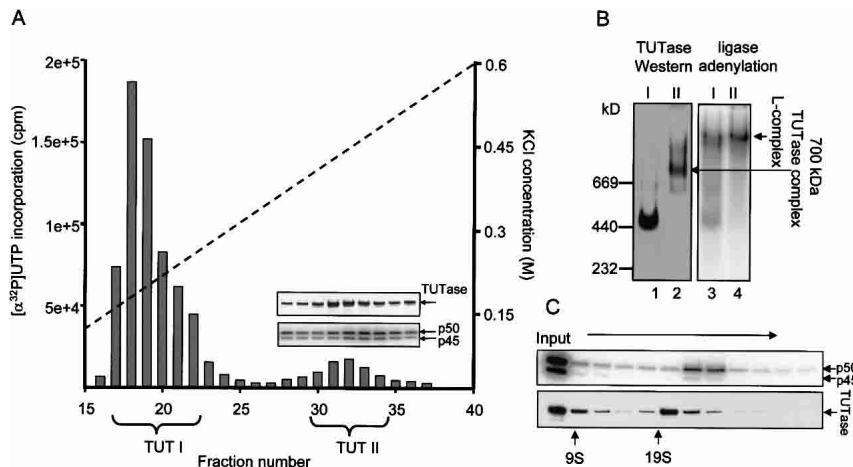 A
[α³²P]UTP incorporation (cpm)
2e+5
1.5e+5
1e+5
5e+4
0.6
0.45
0.3
0.15
KCl concentration (M)
TUTase
p50
p45
15
20
25
30
35
40
TUT I
Fraction number
TUT II
B
TUTase
Western
ligase
adenylation
kD
I
II
I
II
669
440
232
1
2
3
4
L-complex
TUTase complex
700 kDa
C
Input
p50
p45
TUTase
9S
19S